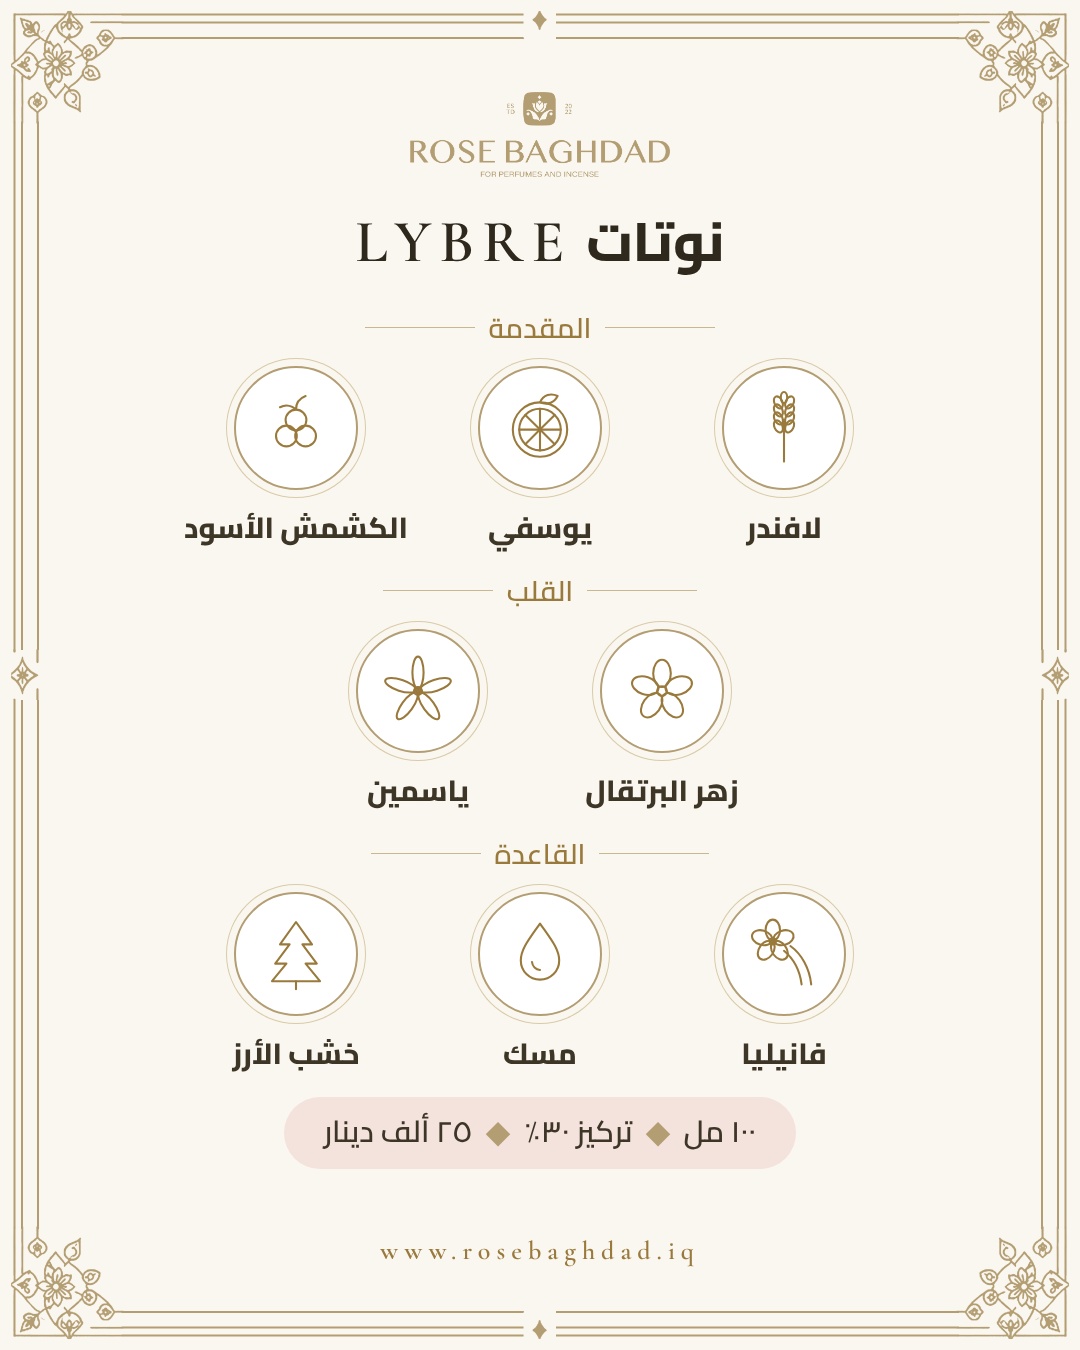 ES TD 20 22
ROSE BAGHDAD
FOR PERFUMES AND INCENSE
نوتات LYBRE
المقدمة
لافندر
يوسفي
الكشمش الأسود
القلب
زهر البرتقال
ياسمين
القاعدة
فانيليا
مسك
خشب الأرز
١٠٠ مل ◆ تركيز ٣٠٪ ◆ ٢٥ ألف دينار
www.rosebaghdad.iq